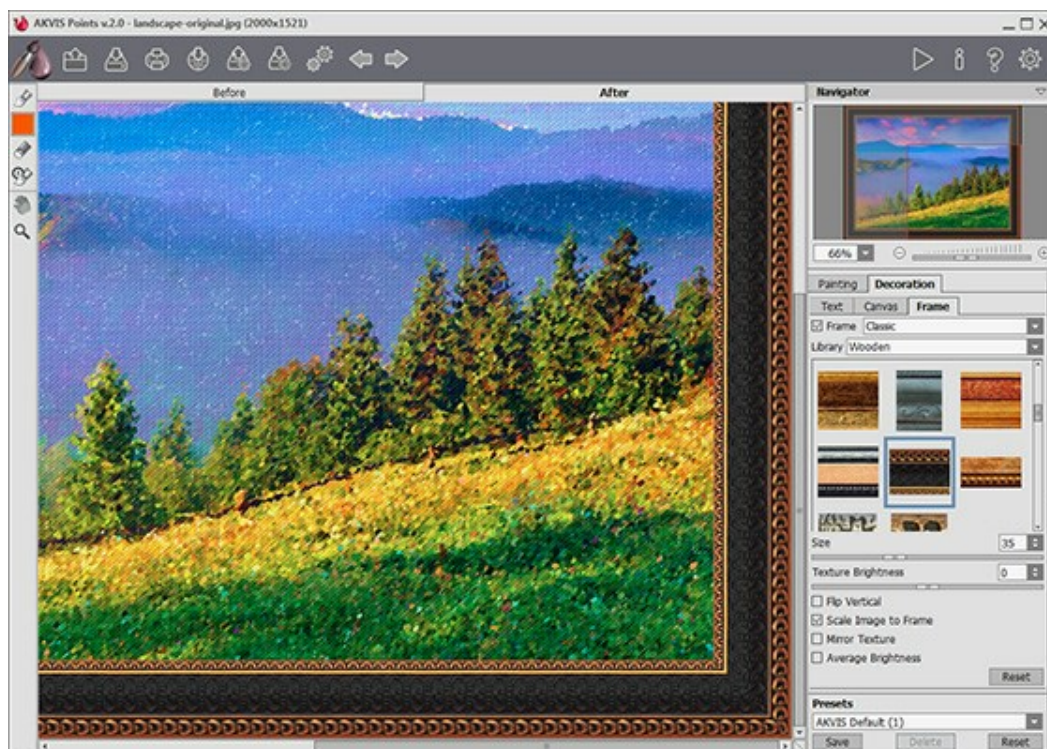 AKVIS Points v.2.0 - landscape-original.jpg (2000x1521)
Before After
Navigator
66%
Painting Decoration
Text Canvas Frame
Frame Classic
Library Wooden
Size 35
Texture Brightness 0
Flip Vertical
Scale Image to Frame
Mirror Texture
Average Brightness
Reset
Presets
AKVIS Default (1)
Save Delete Reset